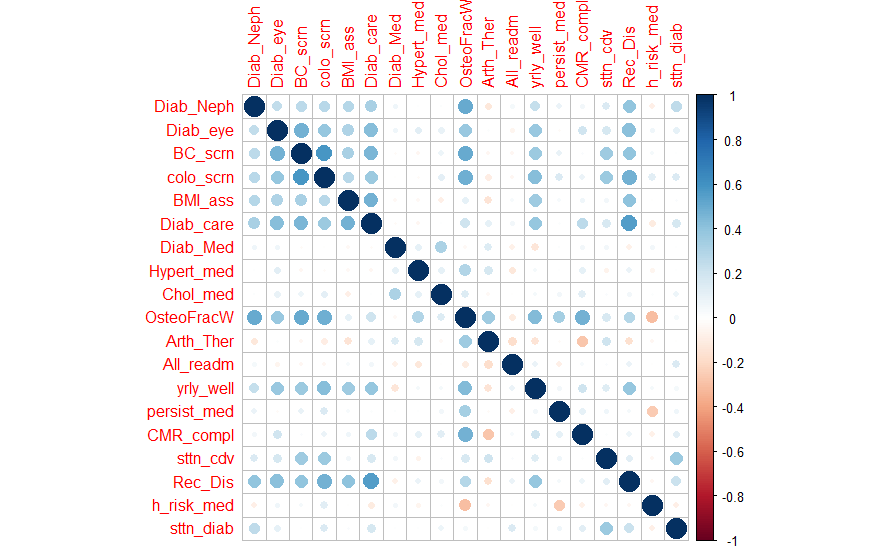 Diab_Neph
Diab_eye
BC_scrn
colo_scrn
BMI_ass
Diab_care
Diab_Med
Hypert_med
Chol_med
OsteoFracW
Arth_Ther
All_readm
yrly_well
persist_med
CMR_compl
sttn_cdv
Rec_Dis
h_risk_med
sttn_diab
Diab_Neph
Diab_eye
BC_scrn
colo_scrn
BMI_ass
Diab_care
Diab_Med
Hypert_med
Chol_med
OsteoFracW
Arth_Ther
All_readm
yrly_well
persist_med
CMR_compl
sttn_cdv
Rec_Dis
h_risk_med
sttn_diab
1
0.8
0.6
0.4
0.2
0
-0.2
-0.4
-0.6
-0.8
-1